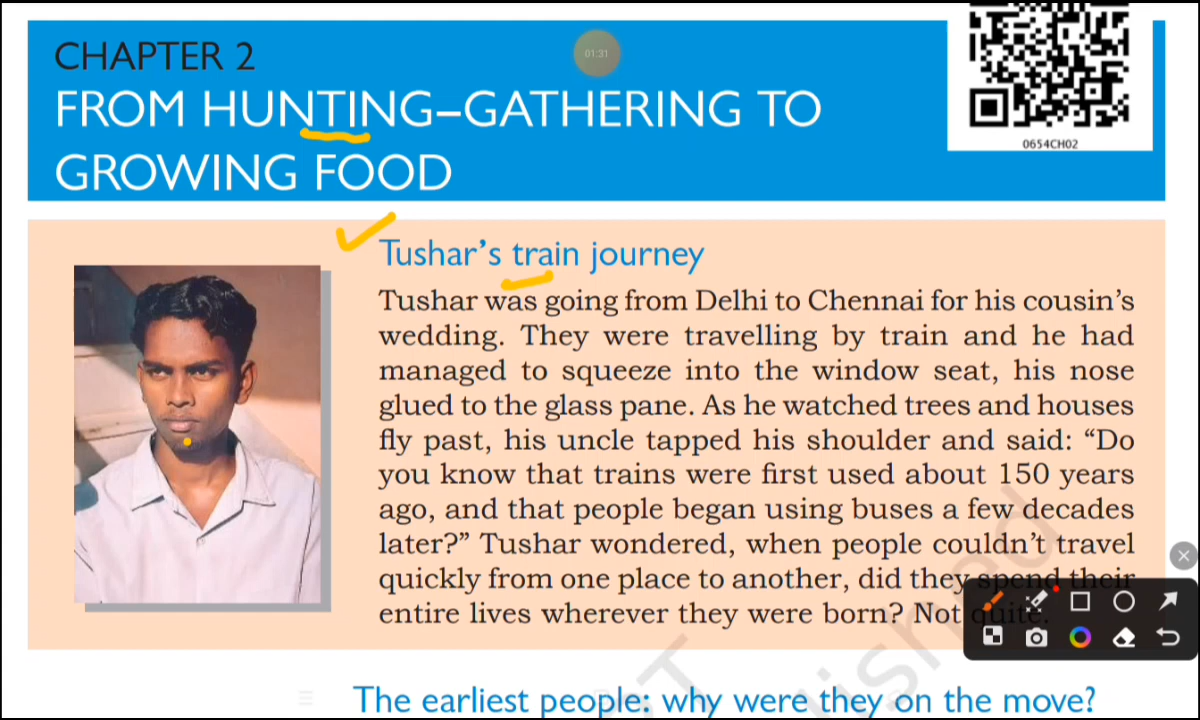 CHAPTER 2
01:31
FROM HUNTING–GATHERING TO
GROWING FOOD
0654CH02
Tushar’s train journey
Tushar was going from Delhi to Chennai for his cousin’s
wedding. They were travelling by train and he had
managed to squeeze into the window seat, his nose
glued to the glass pane. As he watched trees and houses
fly past, his uncle tapped his shoulder and said: “Do
you know that trains were first used about 150 years
ago, and that people began using buses a few decades
later?” Tushar wondered, when people couldn’t travel
quickly from one place to another, did they spend their
entire lives wherever they were born? Not quite.
The earliest people: why were they on the move?